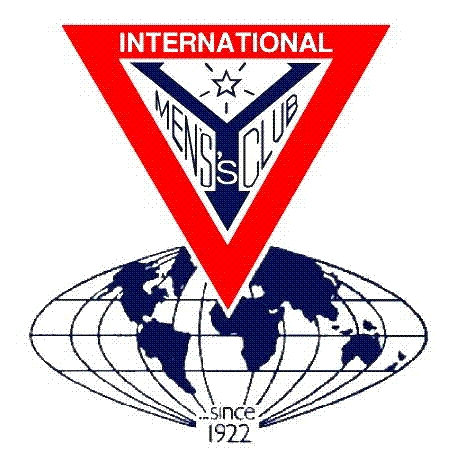 INTERNATIONAL
Y
MEN'S's CLUB
...since
1922